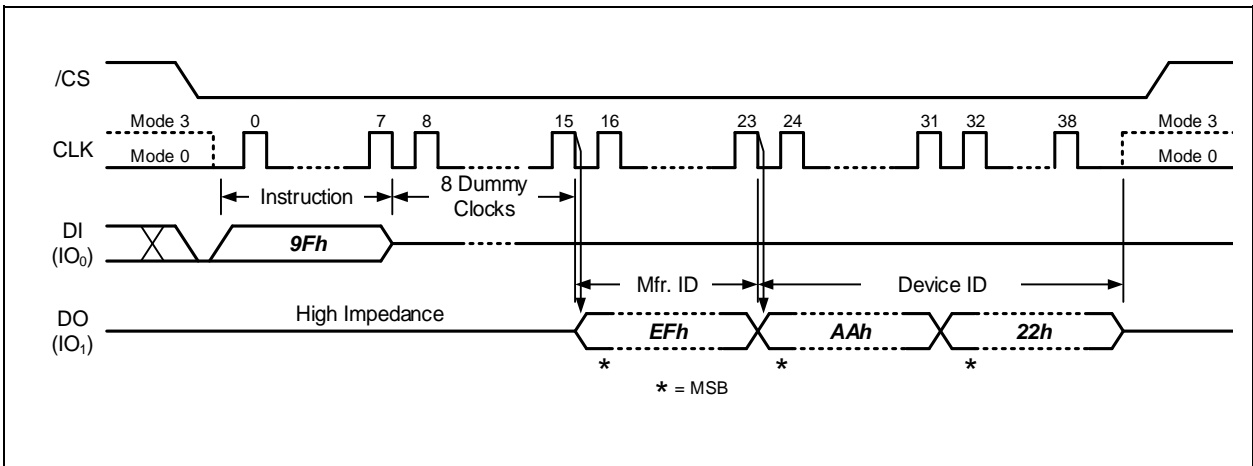 /CS
Mode 3 0 7 8 15 16 23 24 31 32 38 Mode 3
CLK Mode 0 Mode 0
Instruction 8 Dummy
Clocks
DI
(IO₀)
9Fh
Mfr. ID Device ID
DO
(IO₁)
High Impedance
EFh AAh 22h
* * *
* = MSB